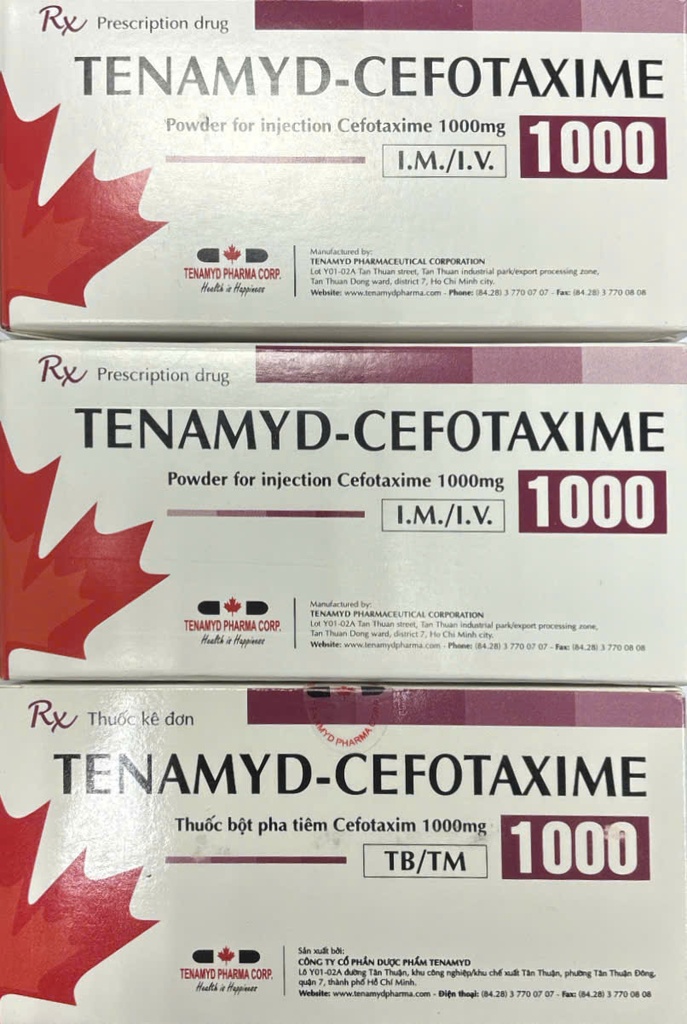 Rx Prescription drug
TENAMYD-CEFOTAXIME
Powder for injection Cefotaxime 1000mg
1000
I.M./I.V.
TENAMYD PHARMA CORP.
Health is Happiness
Manufactured by:
TENAMYD PHARMACEUTICAL CORPORATION
Lot Y01-02A Tan Thuan street, Tan Thuan industrial park/export processing zone,
Tan Thuan Dong ward, district 7, Ho Chi Minh city.
Website: www.tenamydpharma.com - Phone: (84.28) 3 770 07 07 - Fax: (84.28) 3 770 08 08
Rx Prescription drug
TENAMYD-CEFOTAXIME
Powder for injection Cefotaxime 1000mg
1000
I.M./I.V.
TENAMYD PHARMA CORP.
Health is Happiness
Manufactured by:
TENAMYD PHARMACEUTICAL CORPORATION
Lot Y01-02A Tan Thuan street, Tan Thuan industrial park/export processing zone,
Tan Thuan Dong ward, district 7, Ho Chi Minh city.
Website: www.tenamydpharma.com - Phone: (84.28) 3 770 07 07 - Fax: (84.28) 3 770 08 08
Rx Thuốc kê đơn
TENAMYD-CEFOTAXIME
Thuốc bột pha tiêm Cefotaxim 1000mg
1000
TB/TM
TENAMYD PHARMA CORP.
Health is Happiness
Sản xuất bởi:
CÔNG TY CỔ PHẦN DƯỢC PHẨM TENAMYD
Lô Y01-02A đường Tân Thuận, khu công nghiệp/khu chế xuất Tân Thuận, phường Tân Thuận Đông,
quận 7, thành phố Hồ Chí Minh.
Website: www.tenamydpharma.com - Điện thoại: (84.28) 3 770 07 07 - Fax: (84.28) 3 770 08 08